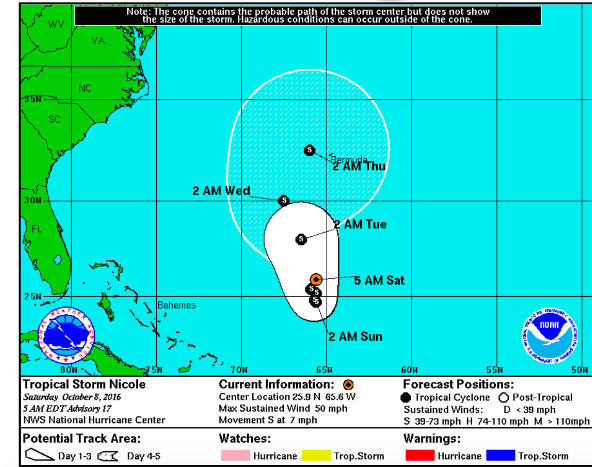 Note: The cone contains the probable path of the storm center but does not show
the size of the storm. Hazardous conditions can occur outside of the cone.
WV
VA
NC
35N
SC
Bermuda
2 AM Thu
2 AM Wed
30N
FL
2 AM Tue
5 AM Sat
25N
Bahamas
2 AM Sun
NOAA
80N
75W
70W
65W
60W
55W
50W
Tropical Storm Nicole
Saturday October 8, 2016
5 AM EDT Advisory 17
NWS National Hurricane Center
Current Information:
Center Location 25.9 N 65.6 W
Max Sustained Wind 50 mph
Movement S at 7 mph
Forecast Positions:
Tropical Cyclone Post-Tropical
Sustained Winds: D < 39 mph
S 39-73 mph H 74-110 mph M > 110mph
Potential Track Area:
Day 1-3 Day 4-5
Watches:
Hurricane Trop.Storm
Warnings:
Hurricane Trop.Storm